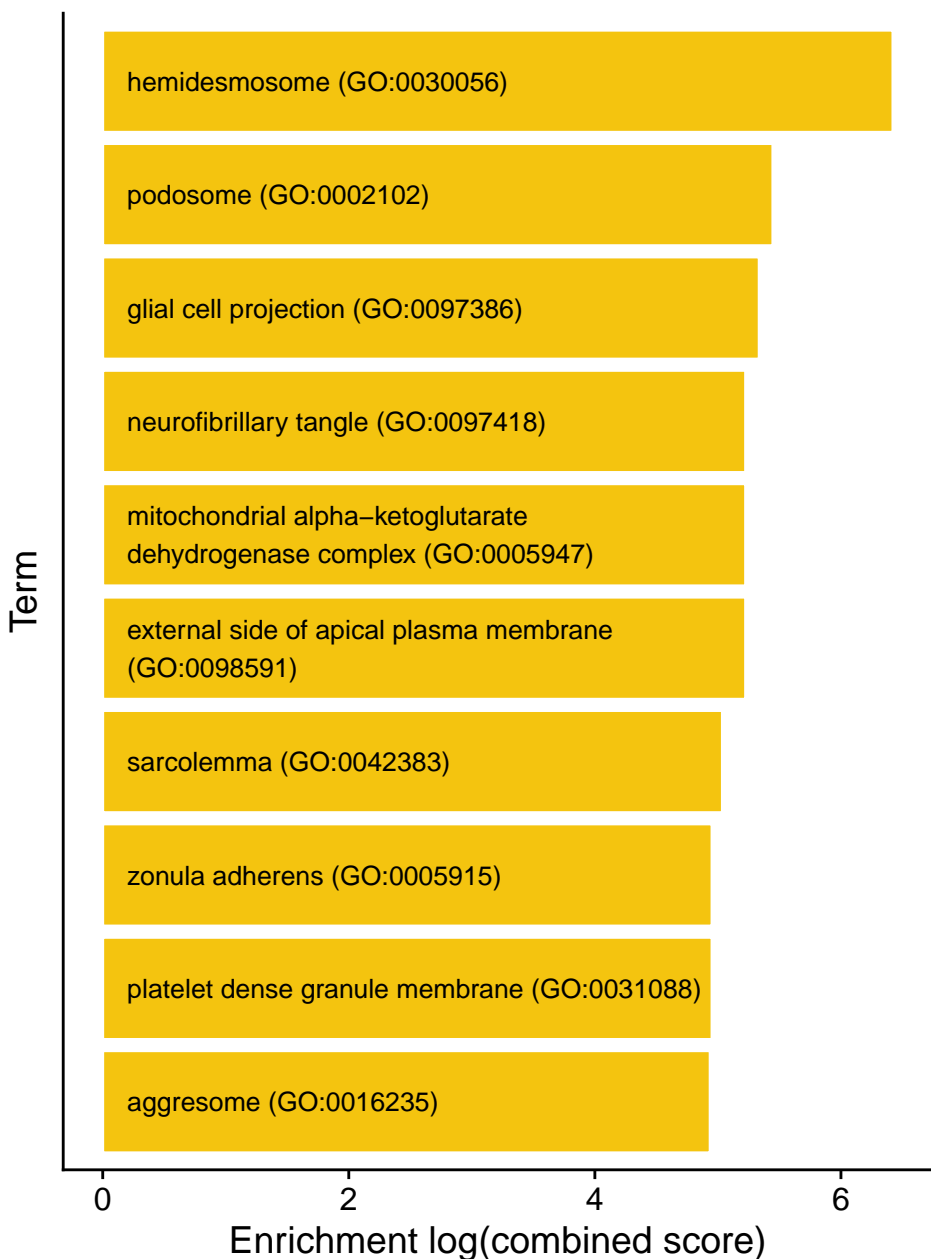 hemidesmosome (GO:0030056)
podosome (GO:0002102)
glial cell projection (GO:0097386)
neurofibrillary tangle (GO:0097418)
mitochondrial alpha−ketoglutarate
dehydrogenase complex (GO:0005947)
external side of apical plasma membrane
(GO:0098591)
sarcolemma (GO:0042383)
zonula adherens (GO:0005915)
platelet dense granule membrane (GO:0031088)
aggresome (GO:0016235)
Term
0 2 4 6
Enrichment log(combined score)